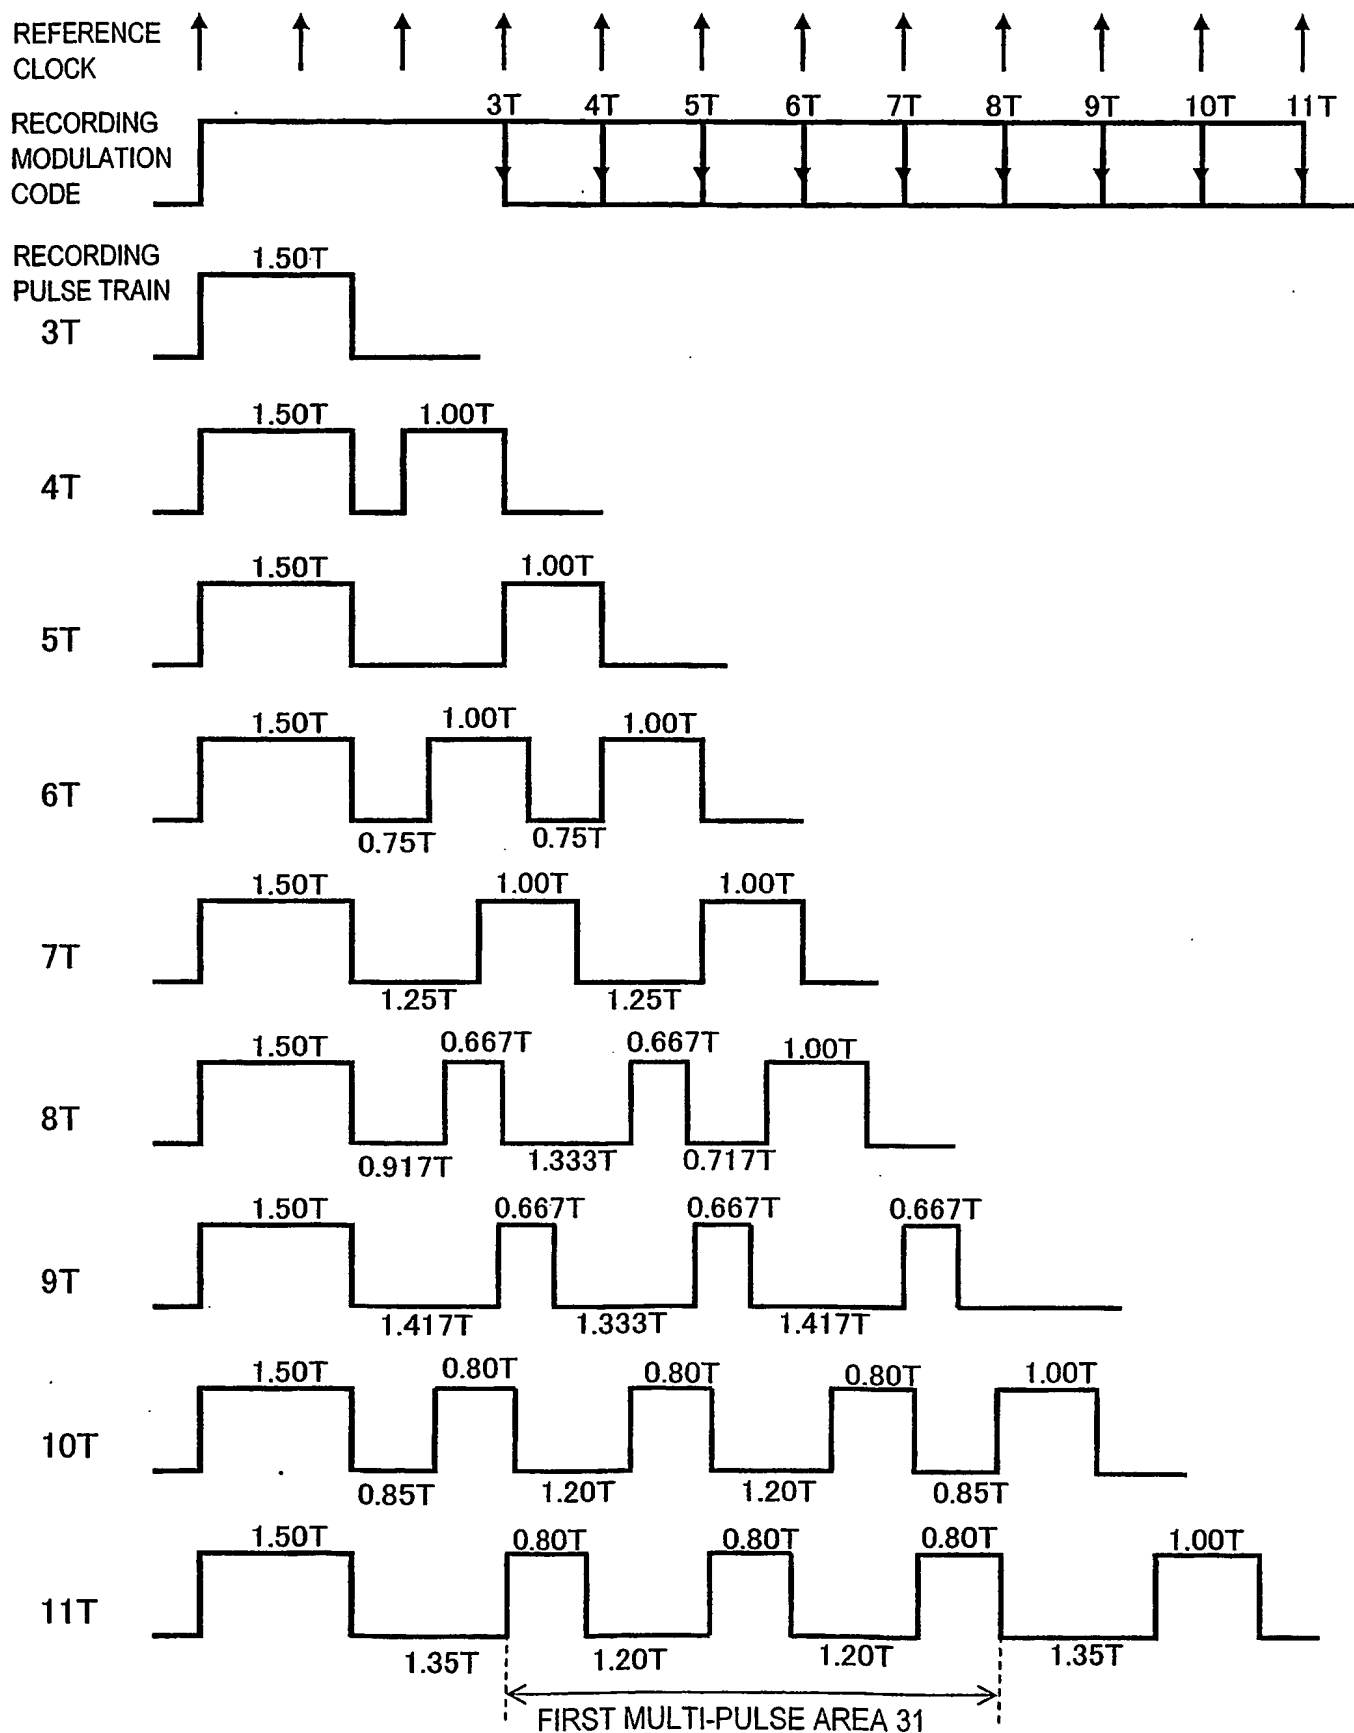 REFERENCE
CLOCK
3T 4T 5T 6T 7T 8T 9T 10T 11T
RECORDING
MODULATION
CODE
RECORDING
PULSE TRAIN
1.50T
3T
1.50T 1.00T
4T
1.50T 1.00T
5T
1.50T 1.00T 1.00T
6T
0.75T 0.75T
1.50T 1.00T 1.00T
7T
1.25T 1.25T
1.50T 0.667T 0.667T 1.00T
8T
0.917T 1.333T 0.717T
1.50T 0.667T 0.667T 0.667T
9T
1.417T 1.333T 1.417T
1.50T 0.80T 0.80T 0.80T 1.00T
10T
0.85T 1.20T 1.20T 0.85T
1.50T 0.80T 0.80T 0.80T 1.00T
11T
1.35T 1.20T 1.20T 1.35T
FIRST MULTI-PULSE AREA 31